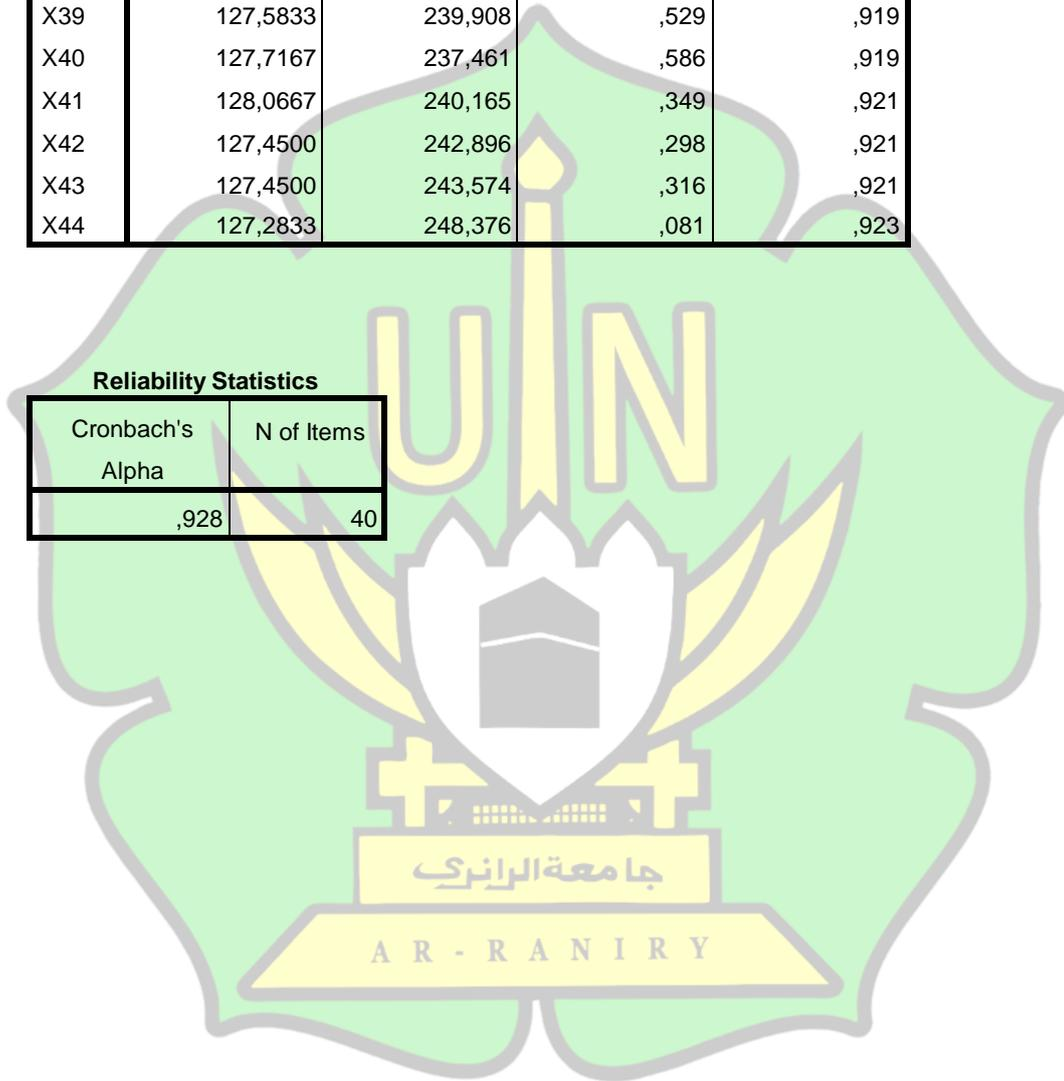 X39 127,5833 239,908 ,529 ,919
X40 127,7167 237,461 ,586 ,919
X41 128,0667 240,165 ,349 ,921
X42 127,4500 242,896 ,298 ,921
X43 127,4500 243,574 ,316 ,921
X44 127,2833 248,376 ,081 ,923
Reliability Statistics
Cronbach's Alpha N of Items
,928 40
UIN
جامعةالرانري
AR-RANIRY